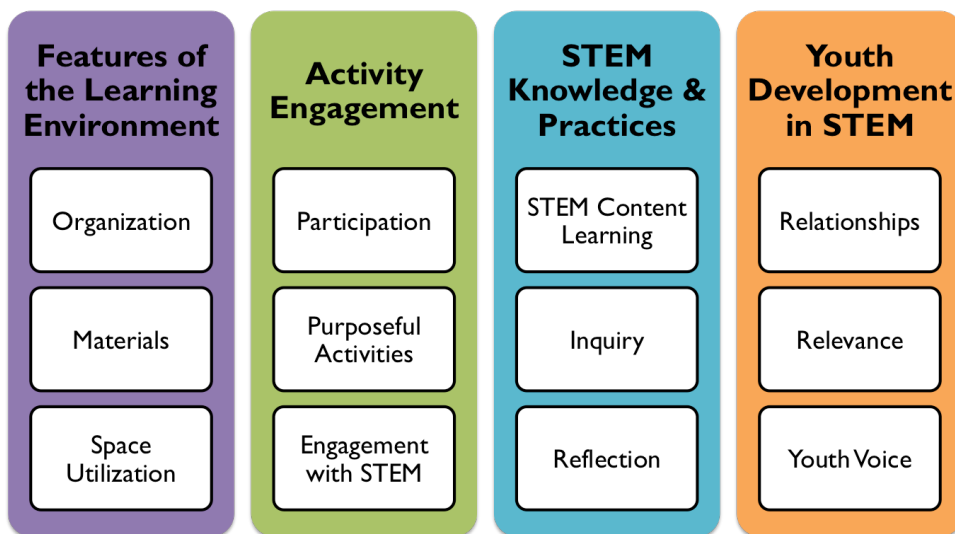 Features of
the Learning
Environment
Organization
Materials
Space
Utilization
Activity
Engagement
Participation
Purposeful
Activities
Engagement
with STEM
STEM
Knowledge &
Practices
STEM Content
Learning
Inquiry
Reflection
Youth
Development
in STEM
Relationships
Relevance
Youth Voice